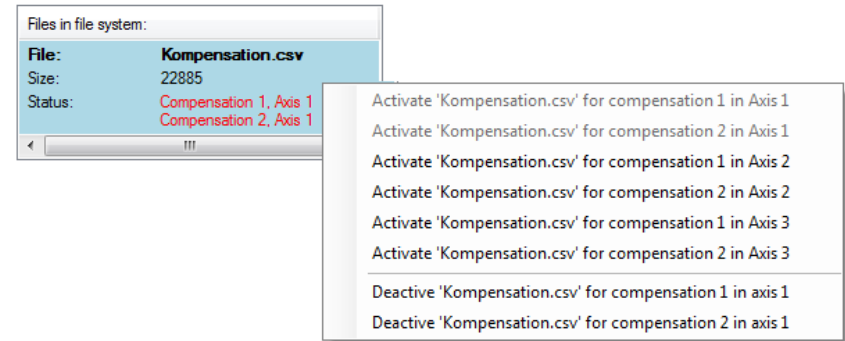 Files in file system:
File: Kompensation.csv
Size: 22885
Status: Compensation 1, Axis 1
Compensation 2, Axis 1
Activate 'Kompensation.csv' for compensation 1 in Axis 1
Activate 'Kompensation.csv' for compensation 2 in Axis 1
Activate 'Kompensation.csv' for compensation 1 in Axis 2
Activate 'Kompensation.csv' for compensation 2 in Axis 2
Activate 'Kompensation.csv' for compensation 1 in Axis 3
Activate 'Kompensation.csv' for compensation 2 in Axis 3
Deactive 'Kompensation.csv' for compensation 1 in axis 1
Deactive 'Kompensation.csv' for compensation 2 in axis 1